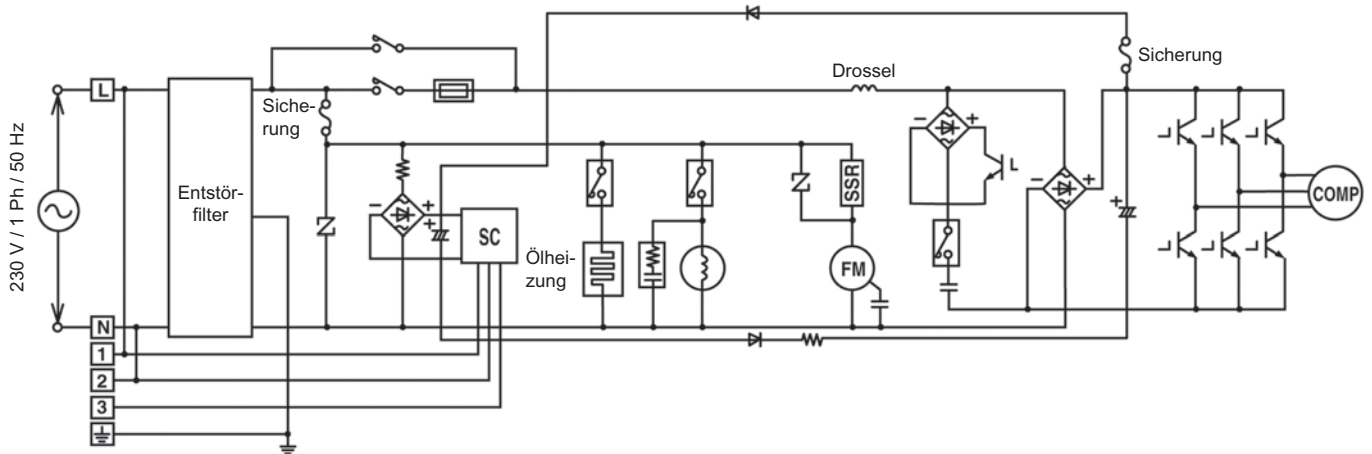 230 V / 1 Ph / 50 Hz
L
N
1
2
3
Entstör-
filter
Siche-
rung
Drossel
Sicherung
SC
Ölhei-
zung
SSR
FM
L
COMP